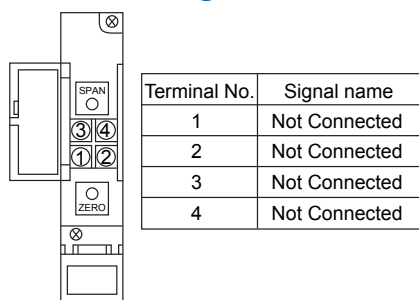 SPAN
3 4
1 2
ZERO
Terminal No. Signal name
1 Not Connected
2 Not Connected
3 Not Connected
4 Not Connected